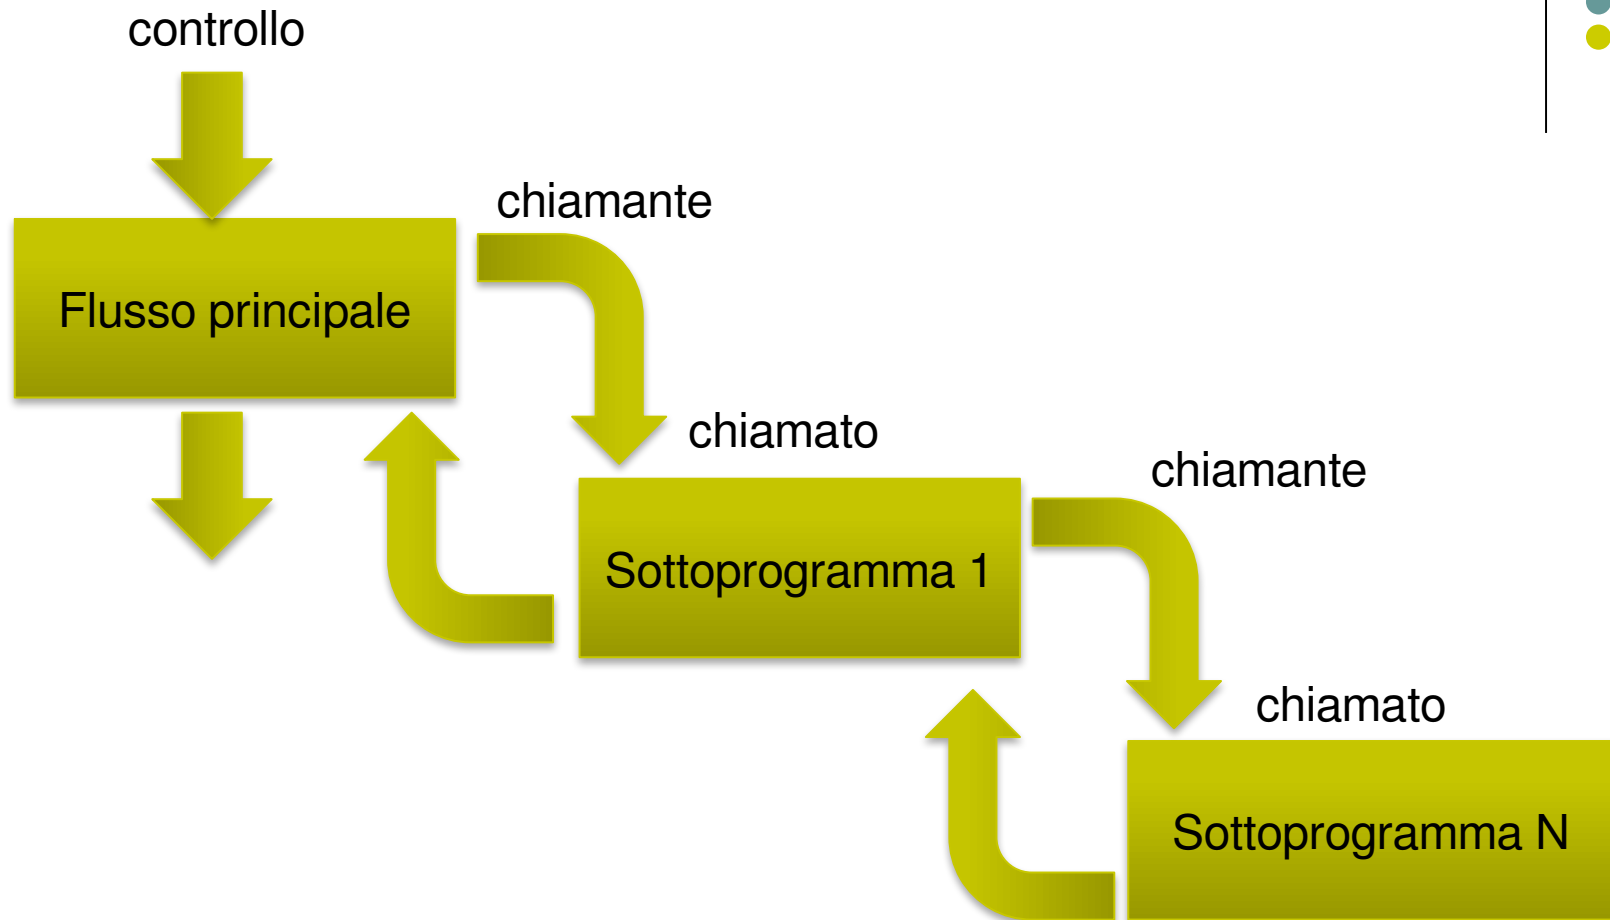 controllo
chiamante
Flusso principale
chiamato
chiamante
Sottoprogramma 1
chiamato
Sottoprogramma N